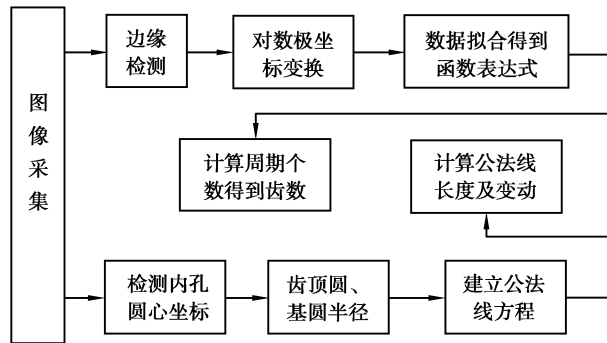 图
像
采
集
边缘
检测
对数极坐
标变换
数据拟合得到
函数表达式
计算周期个
数得到齿数
计算公法线
长度及变动
检测内孔
圆心坐标
齿顶圆、
基圆半径
建立公法
线方程